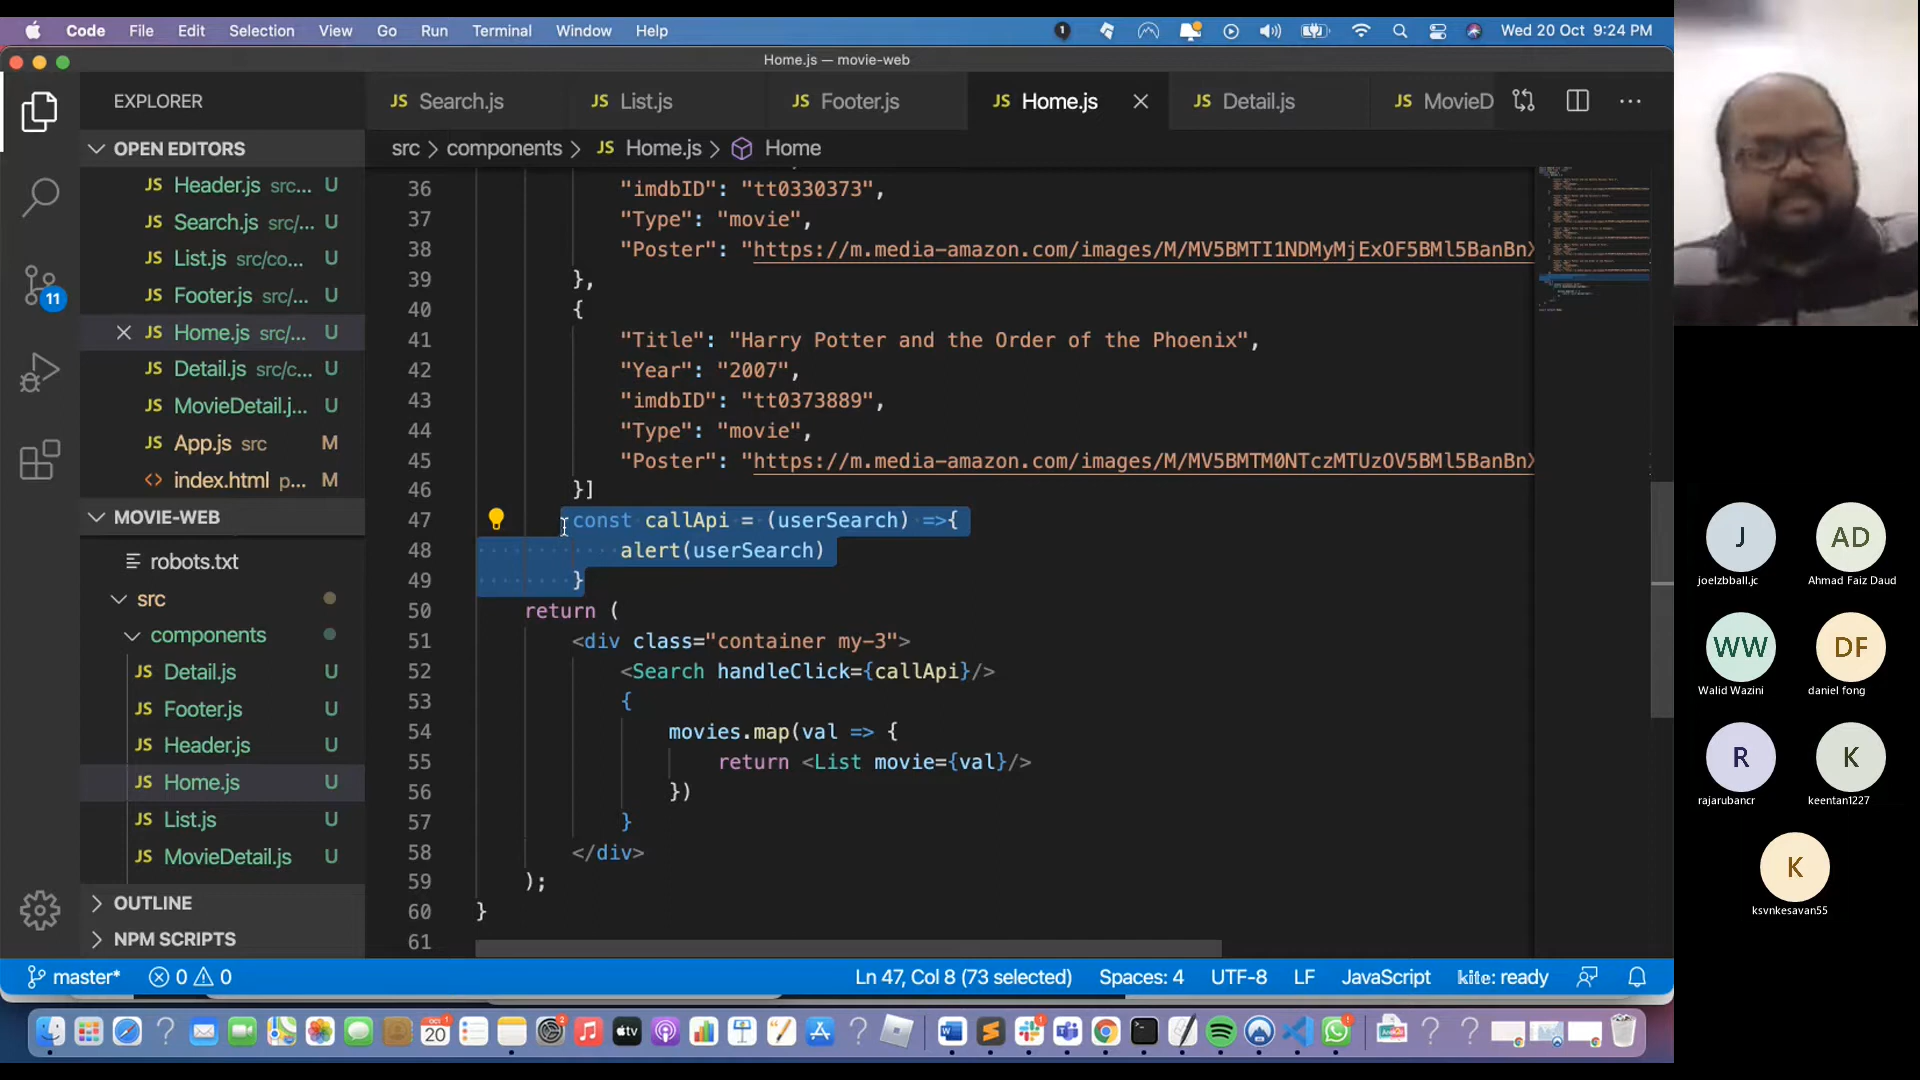 Code File Edit Selection View Go Run Terminal Window Help
1
Wed 20 Oct 9:24 PM
Home.js — movie-web
EXPLORER
JS Search.js
JS List.js
JS Footer.js
JS Home.js
JS Detail.js
JS MovieD
src > components > JS Home.js > Home
OPEN EDITORS
JS Header.js src... U
JS Search.js src/... U
JS List.js src/co... U
JS Footer.js src/... U
JS Home.js src/... U
JS Detail.js src/c... U
JS MovieDetail.j... U
JS App.js src M
<> index.html p... M
MOVIE-WEB
robots.txt
src
components
JS Detail.js U
JS Footer.js U
JS Header.js U
JS Home.js U
JS List.js U
JS MovieDetail.js U
OUTLINE
NPM SCRIPTS
11
36 "imdbID": "tt0330373",
37 "Type": "movie",
38 "Poster": "https://m.media-amazon.com/images/M/MV5BMTI1NDMyMjExOF5BMl5BanBnX
39 },
40 {
41 "Title": "Harry Potter and the Order of the Phoenix",
42 "Year": "2007",
43 "imdbID": "tt0373889",
44 "Type": "movie",
45 "Poster": "https://m.media-amazon.com/images/M/MV5BMTM0NTczMTUzOV5BMl5BanBnX
46 }]
47 const callApi = (userSearch) =>{
48 alert(userSearch)
49 }
50 return (
51 <div class="container my-3">
52 <Search handleClick={callApi}/>
53 {
54 movies.map(val => {
55 return <List movie={val}/>
56 })
57 }
58 </div>
59 );
60 }
61
master* 0 0
Ln 47, Col 8 (73 selected) Spaces: 4 UTF-8 LF JavaScript kite: ready
J
joelzbball.jc
AD
Ahmad Faiz Daud
WW
Walid Wazini
DF
daniel fong
R
rajarubancr
K
keentan1227
K
ksvnkesavan55
OCT
20
tv